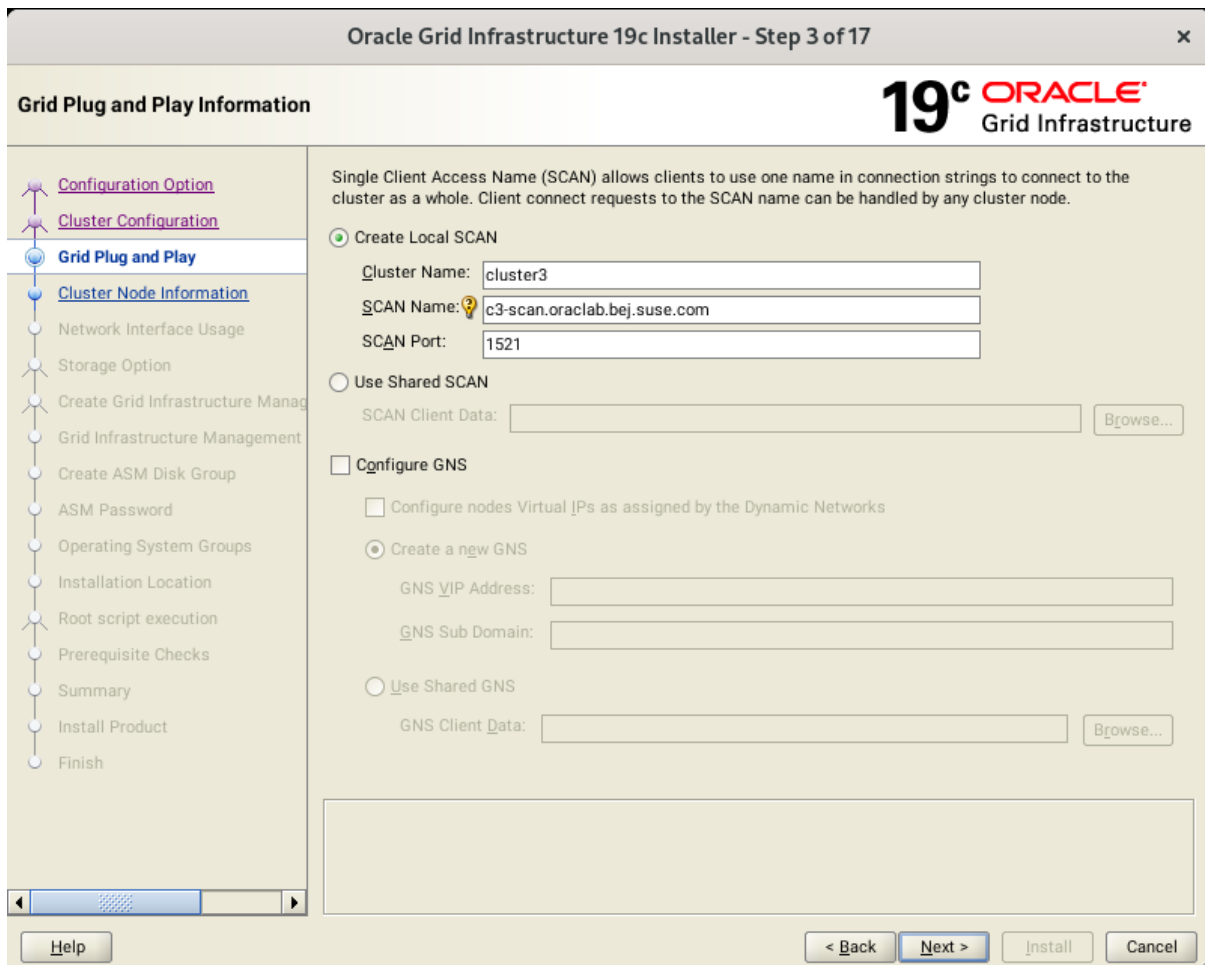 Oracle Grid Infrastructure 19c Installer - Step 3 of 17
Grid Plug and Play Information
19c ORACLE
Grid Infrastructure
Configuration Option
Cluster Configuration
Grid Plug and Play
Cluster Node Information
Network Interface Usage
Storage Option
Create Grid Infrastructure Manag
Grid Infrastructure Management
Create ASM Disk Group
ASM Password
Operating System Groups
Installation Location
Root script execution
Prerequisite Checks
Summary
Install Product
Finish
Single Client Access Name (SCAN) allows clients to use one name in connection strings to connect to the
cluster as a whole. Client connect requests to the SCAN name can be handled by any cluster node.
Create Local SCAN
Cluster Name: cluster3
SCAN Name: c3-scan.oraclab.bej.suse.com
SCAN Port: 1521
Use Shared SCAN
SCAN Client Data: Browse...
Configure GNS
Configure nodes Virtual IPs as assigned by the Dynamic Networks
Create a new GNS
GNS VIP Address:
GNS Sub Domain:
Use Shared GNS
GNS Client Data: Browse...
Help < Back Next > Install Cancel